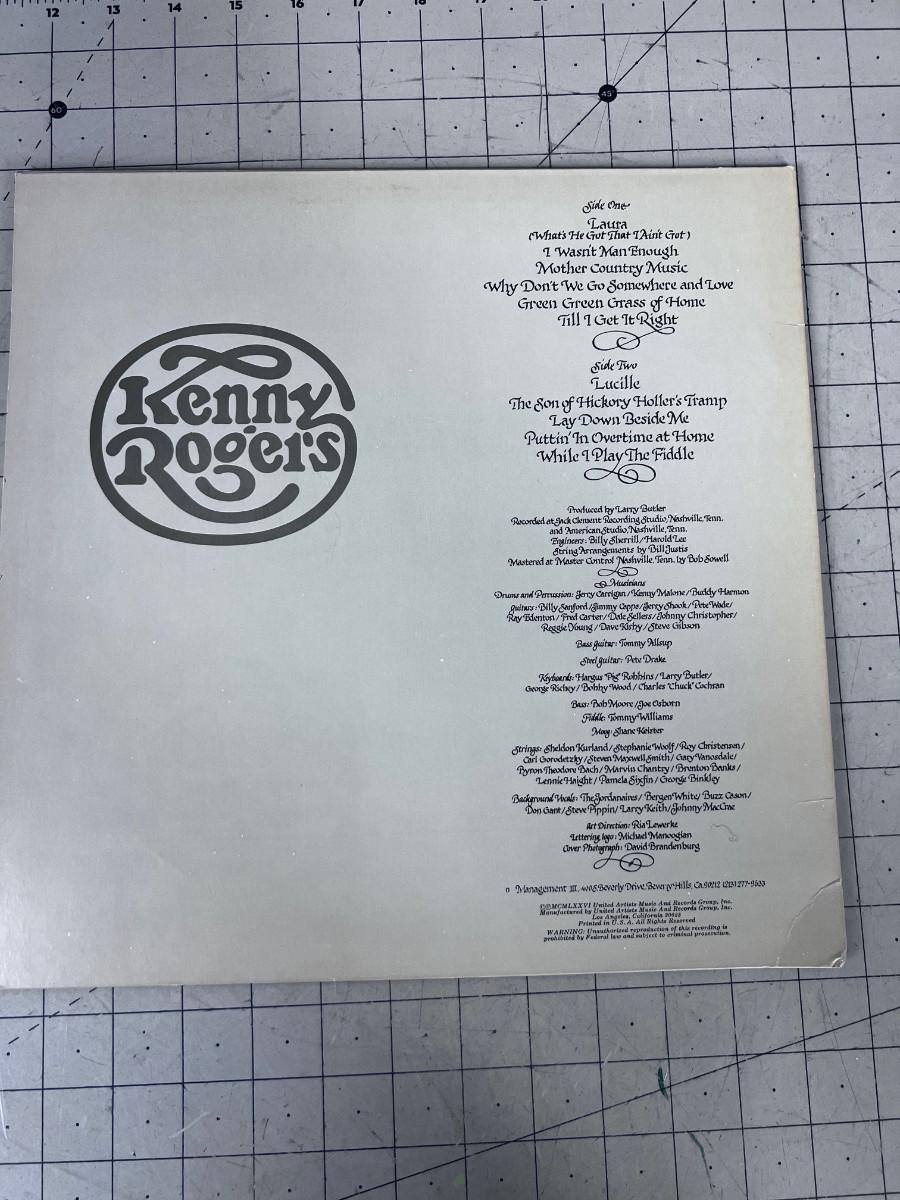 12 13 14 15 16 17 18
60
45
Kenny
Rogers
Side One
Laura
(What's He Got That I Ain't Got)
I Wasn't Man Enough
Mother Country Music
Why Don't We Go Somewhere and Love
Green Green Grass of Home
Till I Get It Right
Side Two
Lucille
The Son of Hickory Holler's Tramp
Lay Down Beside Me
Puttin' In Overtime at Home
While I Play The Fiddle
Produced by Larry Butler
Recorded at Jack Clement Recording Studio, Nashville, Tenn.
and American Studio, Nashville, Tenn.
Engineers: Billy Sherrill/Harold Lee
String Arrangements by Bill Justis
Mastered at Master Control Nashville, Tenn. by Bob Sowell
Musicians
Drums and Percussion: Jerry Carrigan/Kenny Malone/Buddy Harmon
Guitars: Billy Sanford/Jimmy Capps/Jerry Shook/Pete Wade/
Ray Edenton/Fred Carter/Dale Sellers/Johnny Christopher/
Reggie Young/Dave Kirby/Steve Gibson
Bass Guitar: Tommy Allsup
Steel Guitar: Pete Drake
Keyboards: Hargus "Pig" Robbins/Larry Butler/
George Richey/Bobby Wood/Charles "Chuck" Cochran
Bass: Bob Moore/Joe Osborn
Fiddle: Tommy Williams
Moog: Shane Keister
Strings: Sheldon Kurland/Stephanie Woolf/Roy Christensen/
Carl Gorodetzky/Steven Maxwell Smith/Gary Vanosdale/
Byron Theodore Bach/Marvin Chantry/Brenton Banks/
Lennie Haight/Pamela Sixfin/George Binkley
Background Vocals: The Jordanaires/Bergen White/Buzz Cason/
Don Gant/Steve Pippin/Larry Keith/Johnny MacCrae
Art Direction: Ria Lewerke
Lettering, logo: Michael Manoogian
Cover Photograph: David Brandenburg
Management III, Beverly Drive, Beverly Hills, Ca. 90212 (213) 277-9633
©℗MCMLXXVI United Artists Music And Records Group, Inc.
Manufactured by United Artists Music And Records Group, Inc.
Los Angeles, California 90028
Printed in U.S.A. All Rights Reserved
WARNING: Unauthorized reproduction of this recording is
prohibited by Federal law and subject to criminal prosecution.